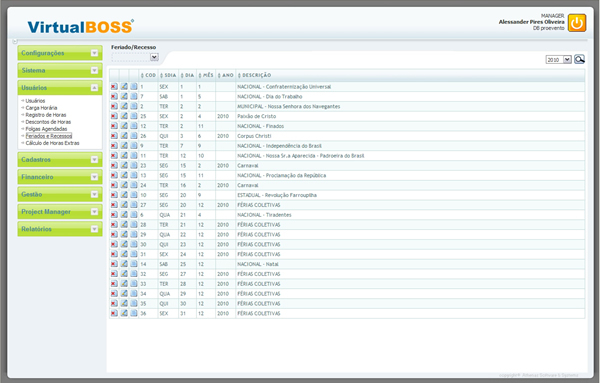 VirtualBOSS
MANAGER
Alessander Pires Oliveira
DB proevento
Configurações
Sistema
Usuários
Usuários
Carga Horária
Registro de Horas
Descontos de Horas
Folgas Agendadas
Feriados e Recessos
Cálculo de Horas Extras
Cadastros
Financeiro
Gestão
Project Manager
Relatórios
Feriado/Recesso
2010
COD SDIA DIA MÊS ANO DESCRIÇÃO
1 SEX 1 1 NACIONAL - Confraternização Universal
7 SAB 1 5 NACIONAL - Dia do Trabalho
2 TER 2 2 MUNICIPAL - Nossa Senhora dos Navegantes
25 SEX 2 4 2010 Paixão de Cristo
12 TER 2 11 NACIONAL - Finados
26 QUI 3 6 2010 Corpus Christi
9 TER 7 9 NACIONAL - Independência do Brasil
11 TER 12 10 NACIONAL - Nossa Sr.a Aparecida - Padroeira do Brasil
23 SEG 15 2 2010 Carnaval
13 SEG 15 11 NACIONAL - Proclamação da República
24 TER 16 2 2010 Carnaval
10 SEG 20 9 ESTADUAL - Revolução Farroupilha
27 SEG 20 12 2010 FÉRIAS COLETIVAS
6 QUA 21 4 NACIONAL - Tiradentes
28 TER 21 12 2010 FÉRIAS COLETIVAS
29 QUA 22 12 2010 FÉRIAS COLETIVAS
30 QUI 23 12 2010 FÉRIAS COLETIVAS
31 SEX 24 12 2010 FÉRIAS COLETIVAS
14 SAB 25 12 NACIONAL - Natal
32 SEG 27 12 2010 FÉRIAS COLETIVAS
33 TER 28 12 2010 FÉRIAS COLETIVAS
34 QUA 29 12 2010 FÉRIAS COLETIVAS
35 QUI 30 12 2010 FÉRIAS COLETIVAS
36 SEX 31 12 2010 FÉRIAS COLETIVAS